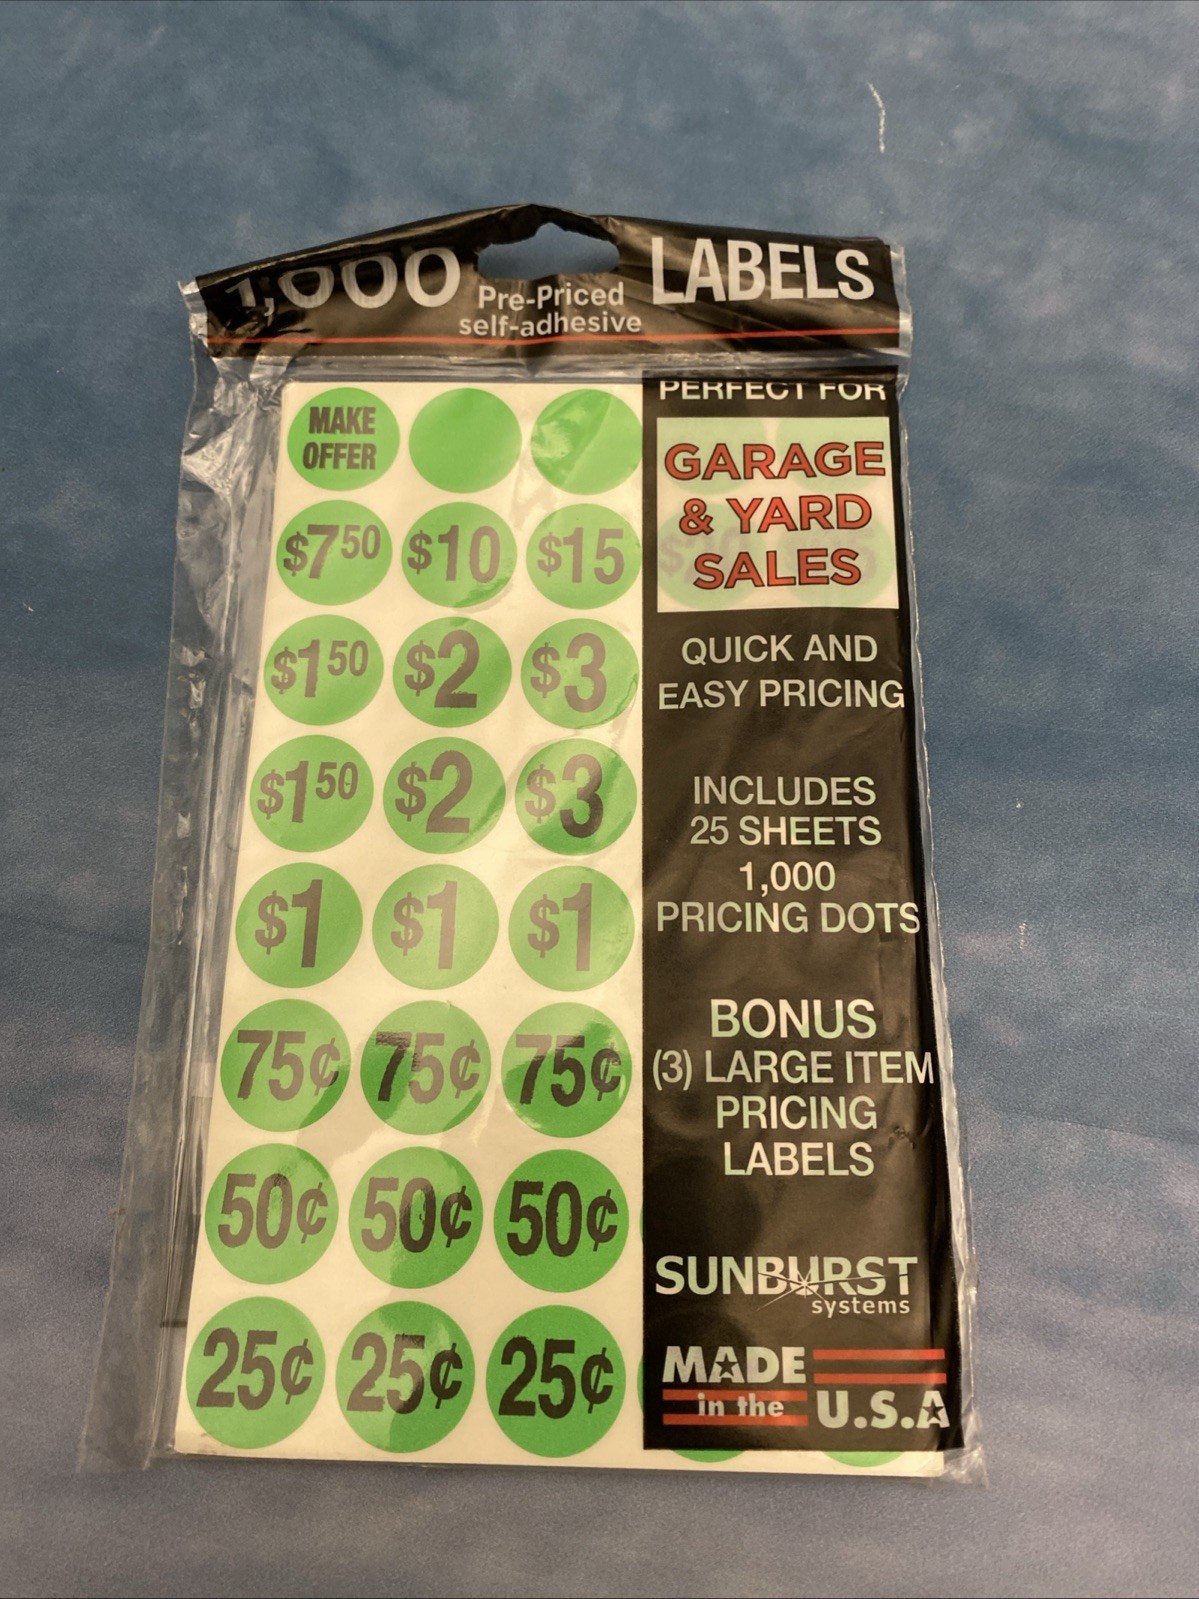 1,000 Pre-Priced self-adhesive LABELS
PERFECT FOR
GARAGE
& YARD
SALES
QUICK AND
EASY PRICING
INCLUDES
25 SHEETS
1,000
PRICING DOTS
BONUS
(3) LARGE ITEM
PRICING
LABELS
SUNBURST
systems
MADE
in the U.S.A
MAKE
OFFER
$7.50 $10 $15
$1.50 $2 $3
$1.50 $2 $3
$1 $1 $1
75¢ 75¢ 75¢
50¢ 50¢ 50¢
25¢ 25¢ 25¢